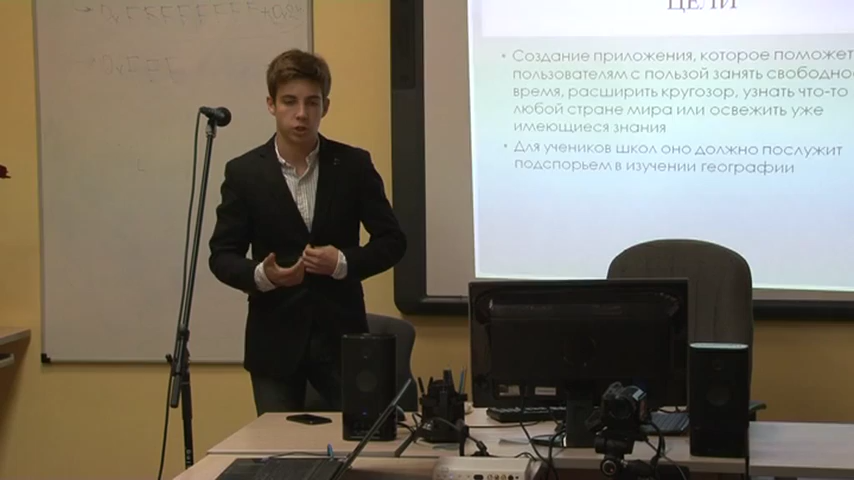 ЦЕЛИ
• Создание приложения, которое поможет
пользователям с пользой занять свободное
время, расширить кругозор, узнать что-то
любой стране мира или освежить уже
имеющиеся знания
• Для учеников школ оно должно послужит
подспорьем в изучении географии